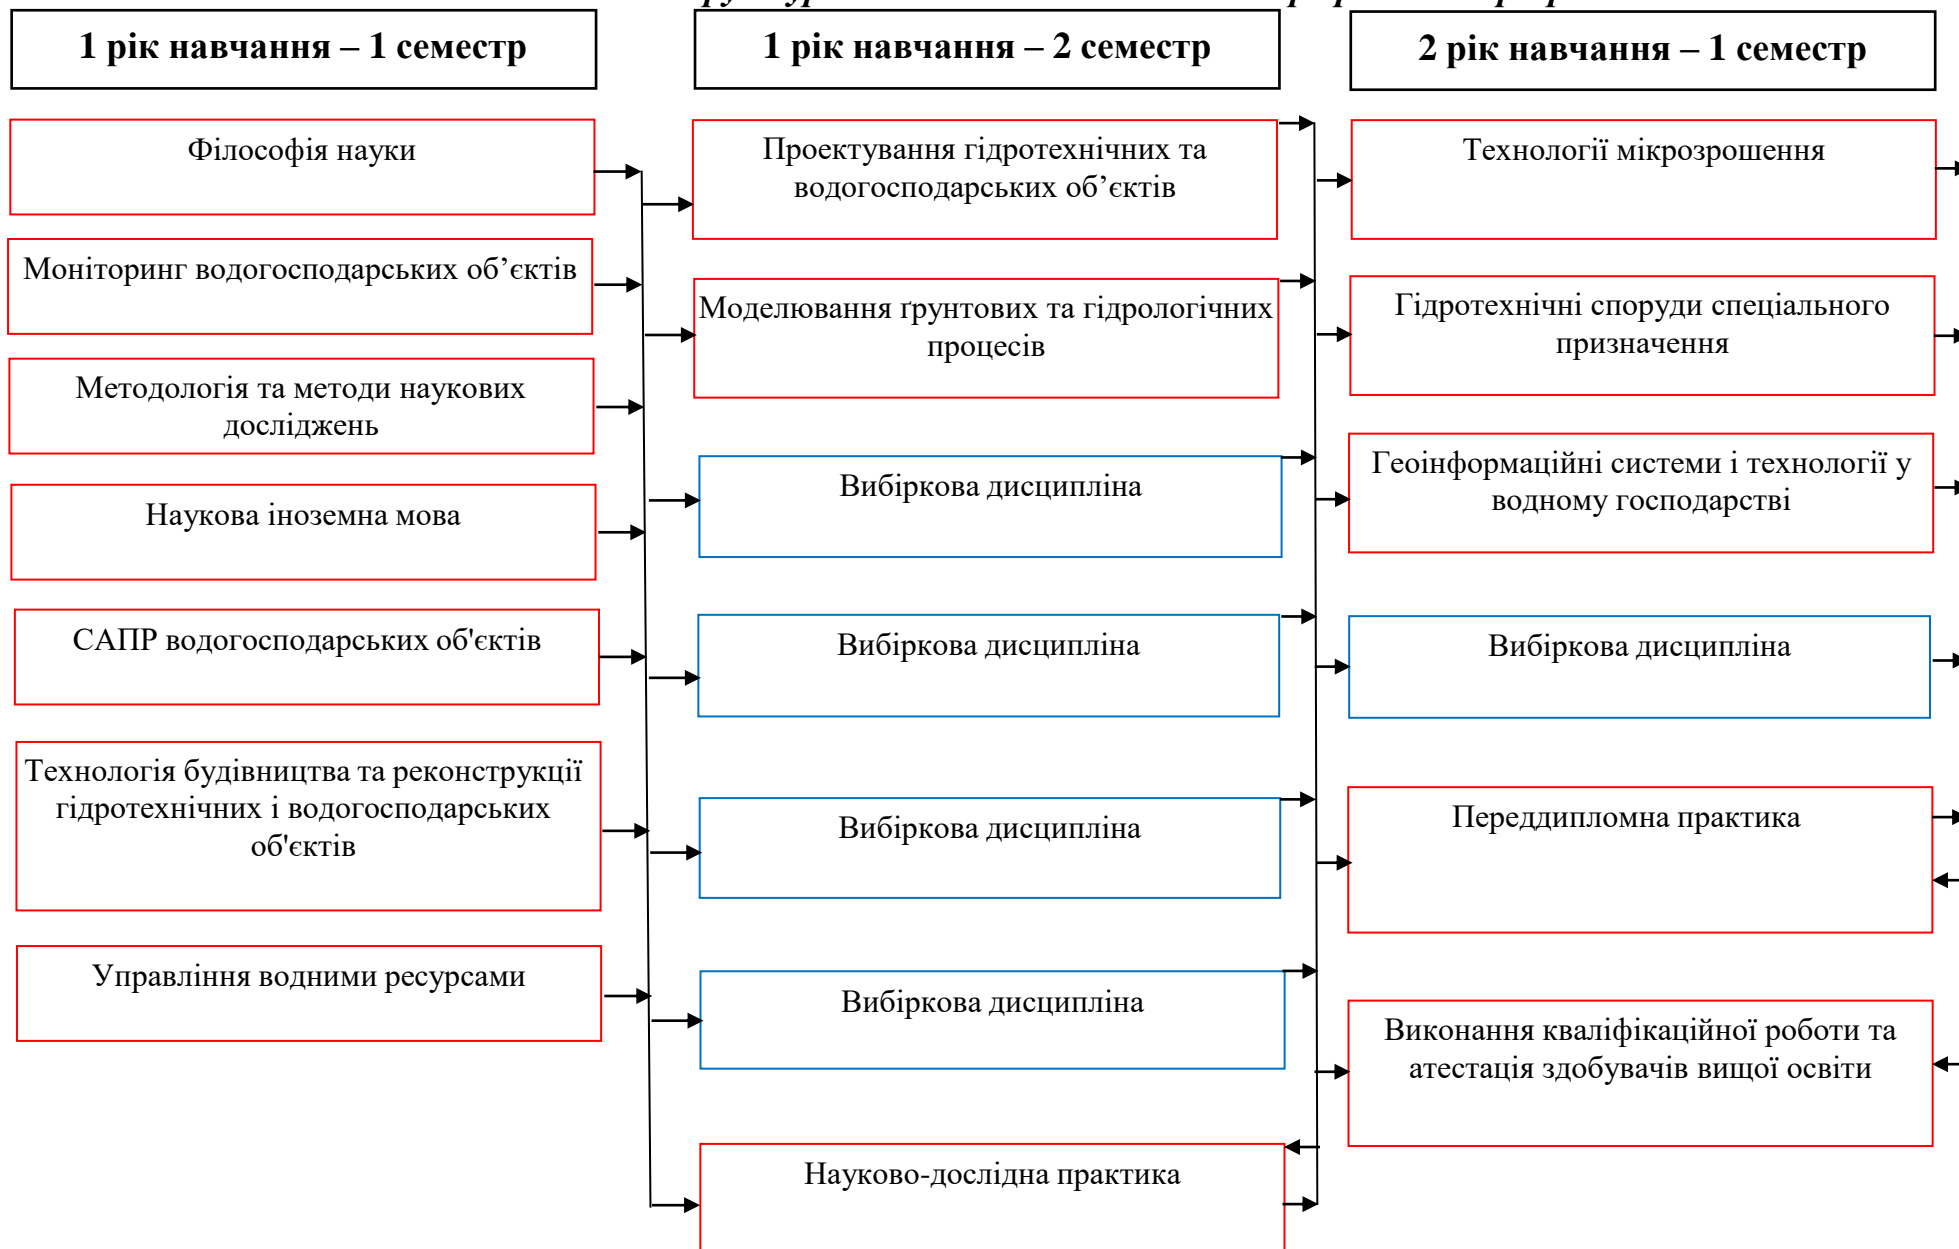 1 рік навчання – 1 семестр
1 рік навчання – 2 семестр
2 рік навчання – 1 семестр
Філософія науки
Моніторинг водогосподарських об’єктів
Методологія та методи наукових
досліджень
Наукова іноземна мова
САПР водогосподарських об'єктів
Технологія будівництва та реконструкції
гідротехнічних і водогосподарських
об'єктів
Управління водними ресурсами
Проектування гідротехнічних та
водогосподарських об’єктів
Моделювання ґрунтових та гідрологічних
процесів
Вибіркова дисципліна
Вибіркова дисципліна
Вибіркова дисципліна
Вибіркова дисципліна
Науково-дослідна практика
Технології мікрозрошення
Гідротехнічні споруди спеціального
призначення
Геоінформаційні системи і технології у
водному господарстві
Вибіркова дисципліна
Переддипломна практика
Виконання кваліфікаційної роботи та
атестація здобувачів вищої освіти